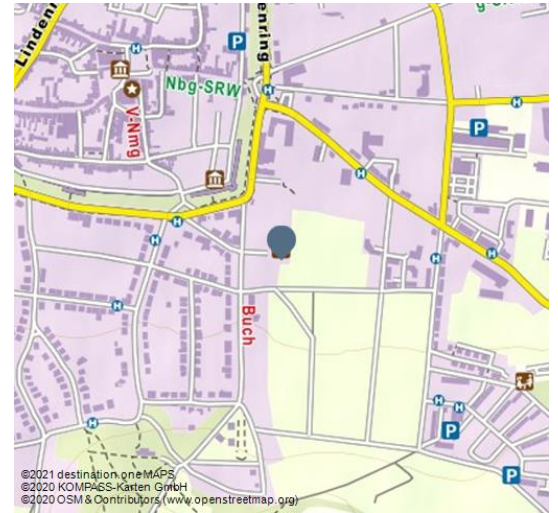 Lindenri
enring
g-S
Nbg-SRW
V-Nmg
Buch
P
P
P
P
H
H
H
H
H
H
H
H
H
H
©2021 destination.one MAPS
©2020 KOMPASS-Karten GmbH
©2020 OSM & Contributors (www.openstreetmap.org)